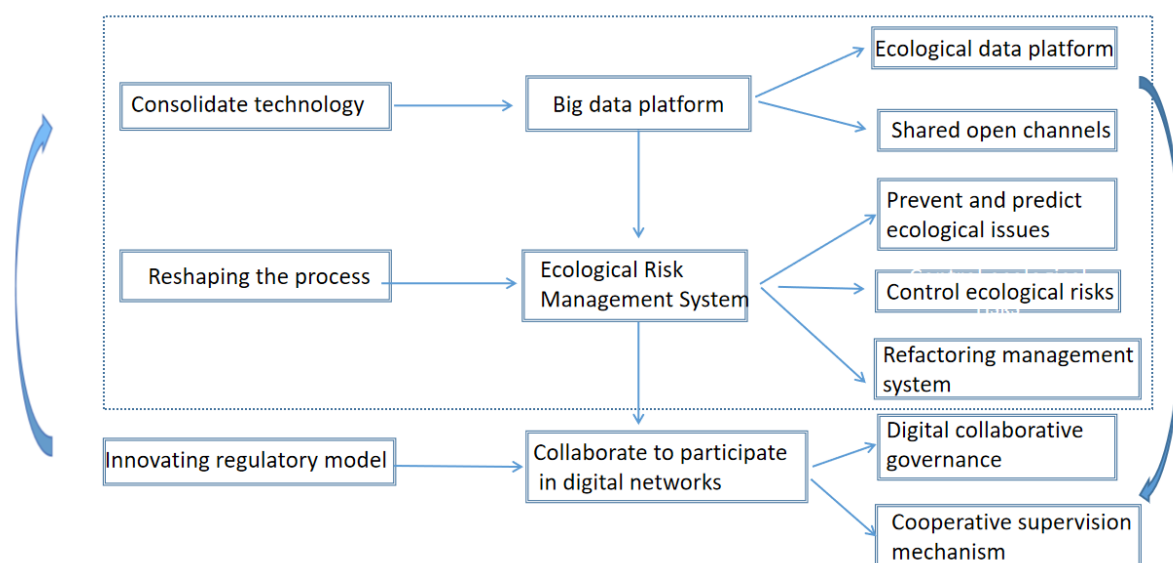 Ecological data platform
Consolidate technology
Big data platform
Shared open channels
Prevent and predict
ecological issues
Reshaping the process
Ecological Risk
Management System
Control ecological risks
Refactoring management
system
Innovating regulatory model
Collaborate to participate
in digital networks
Digital collaborative
governance
Cooperative supervision
mechanism